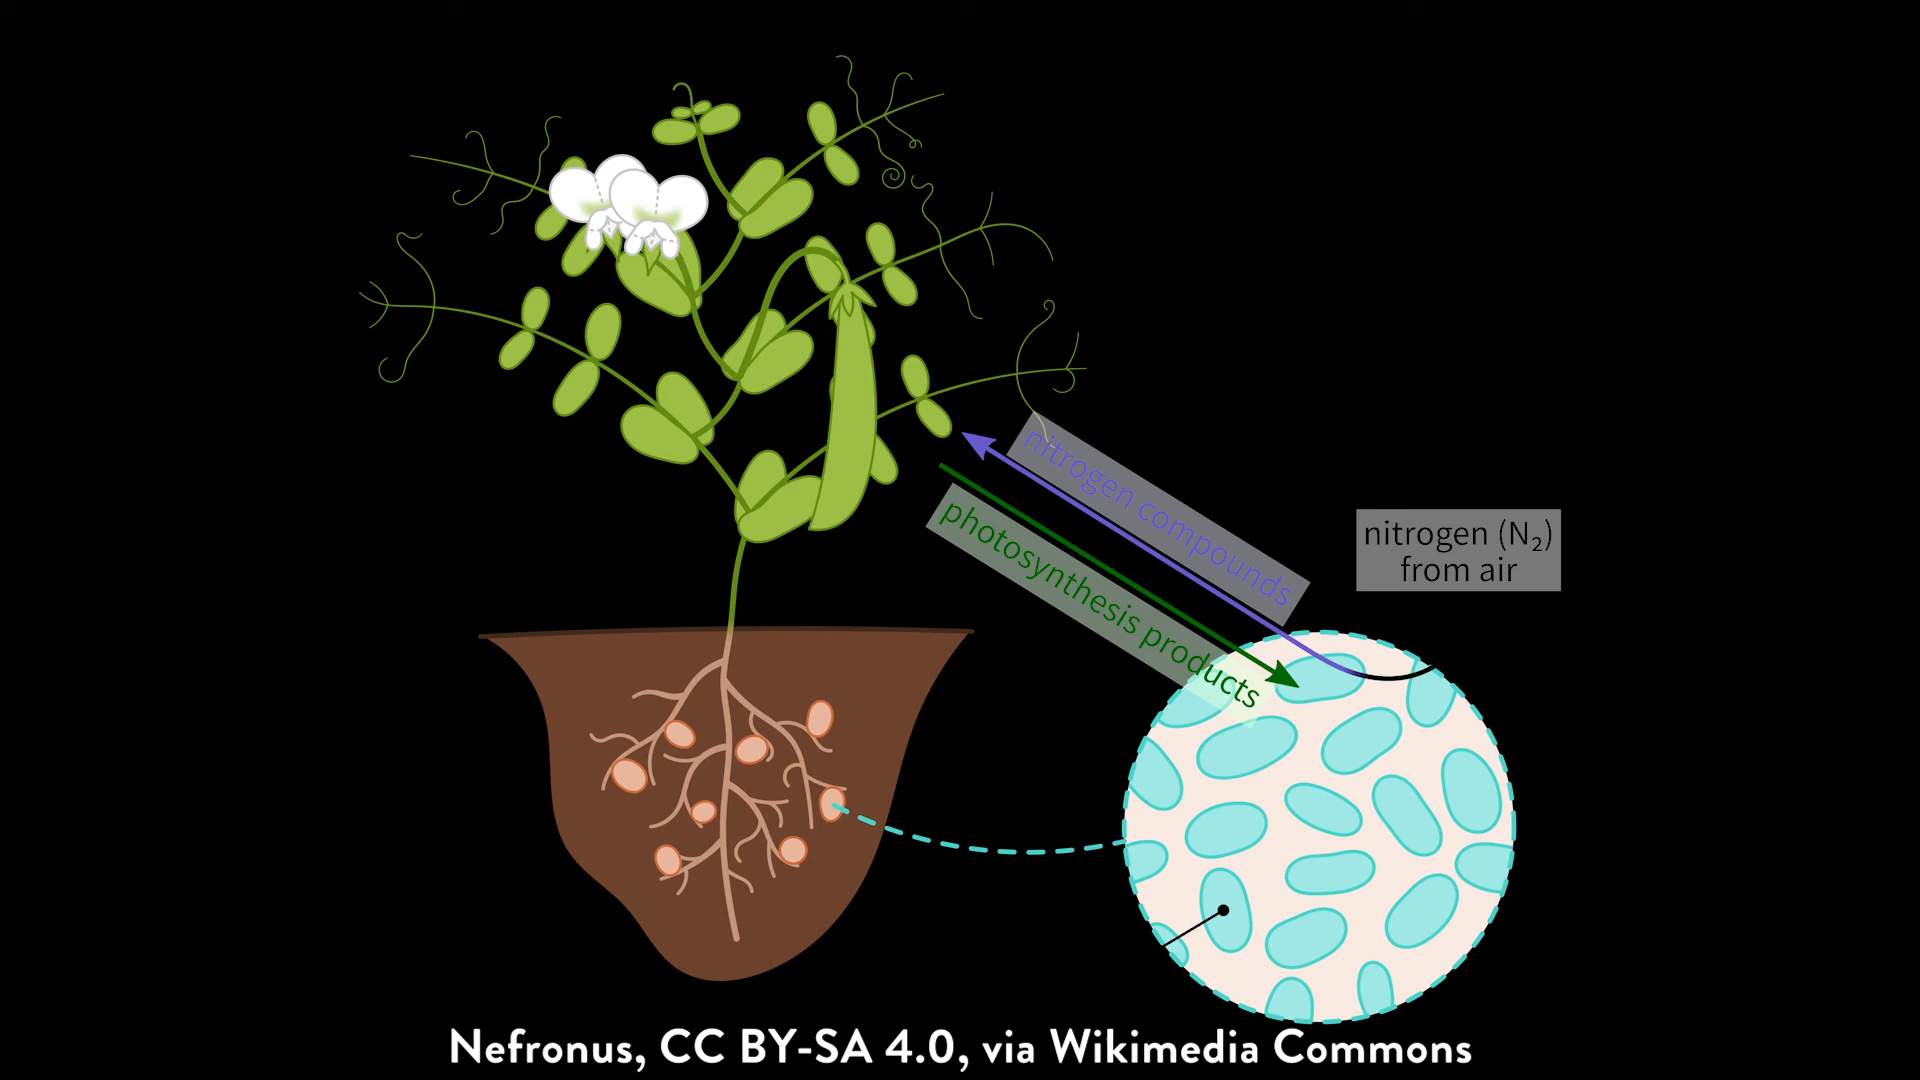 nitrogen compounds
photosynthesis products
nitrogen (N₂)
from air
Nefronus, CC BY-SA 4.0, via Wikimedia Commons